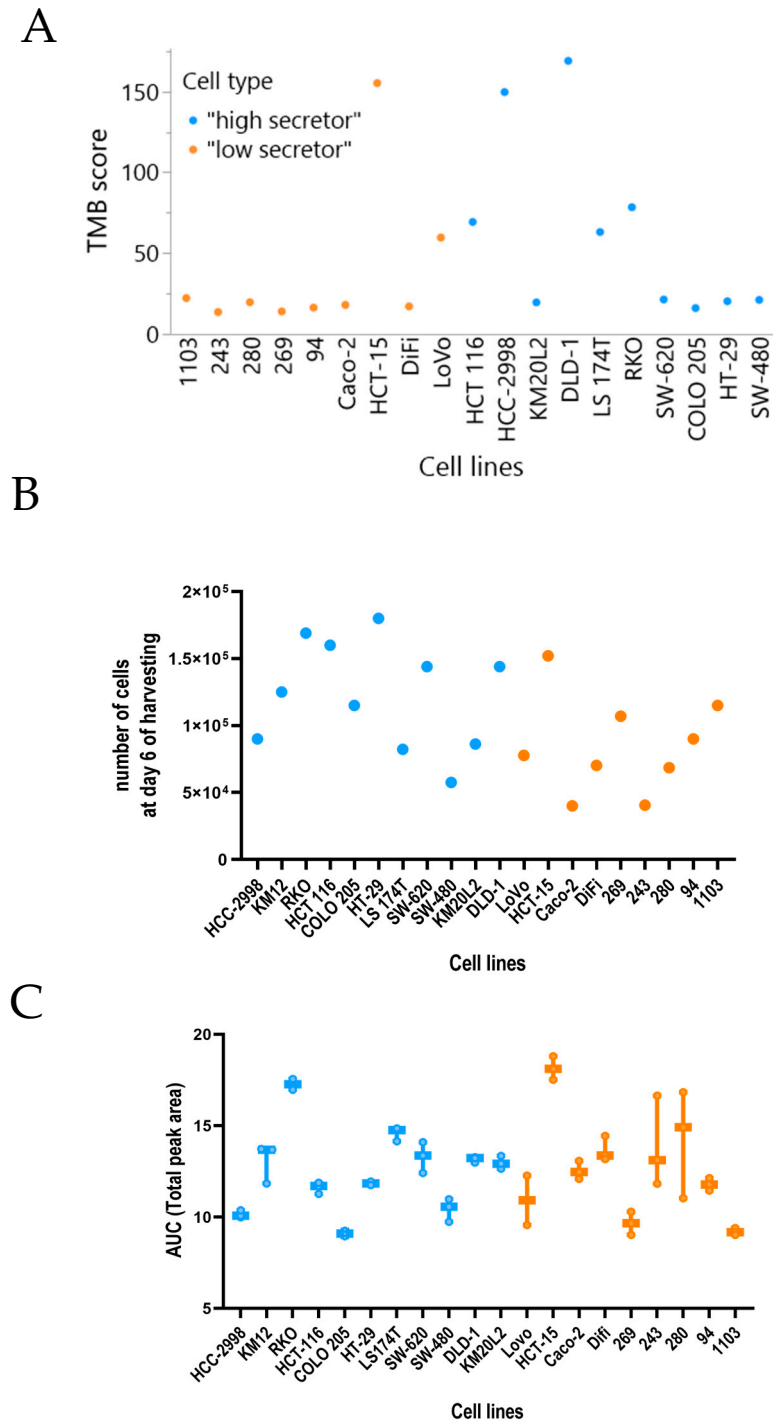 A
Cell type
"high secretor"
"low secretor"
TMB score
150
100
50
0
1103
243
280
269
94
Caco-2
HCT-15
DiFi
LoVo
HCT 116
HCC-2998
KM20L2
DLD-1
LS 174T
RKO
SW-620
COLO 205
HT-29
SW-480
Cell lines
B
number of cells
at day 6 of harvesting
2×10⁵
1.5×10⁵
1×10⁵
5×10⁴
0
HCC-2998
KM12
RKO
HCT 116
COLO 205
HT-29
LS 174T
SW-620
SW-480
KM20L2
DLD-1
LoVo
HCT-15
Caco-2
DiFi
269
243
280
94
1103
Cell lines
C
AUC (Total peak area)
20
15
10
5
HCC-2998
KM12
RKO
HCT-116
COLO 205
HT-29
LS174T
SW-620
SW-480
DLD-1
KM20L2
Lovo
HCT-15
Caco-2
Difi
269
243
280
94
1103
Cell lines